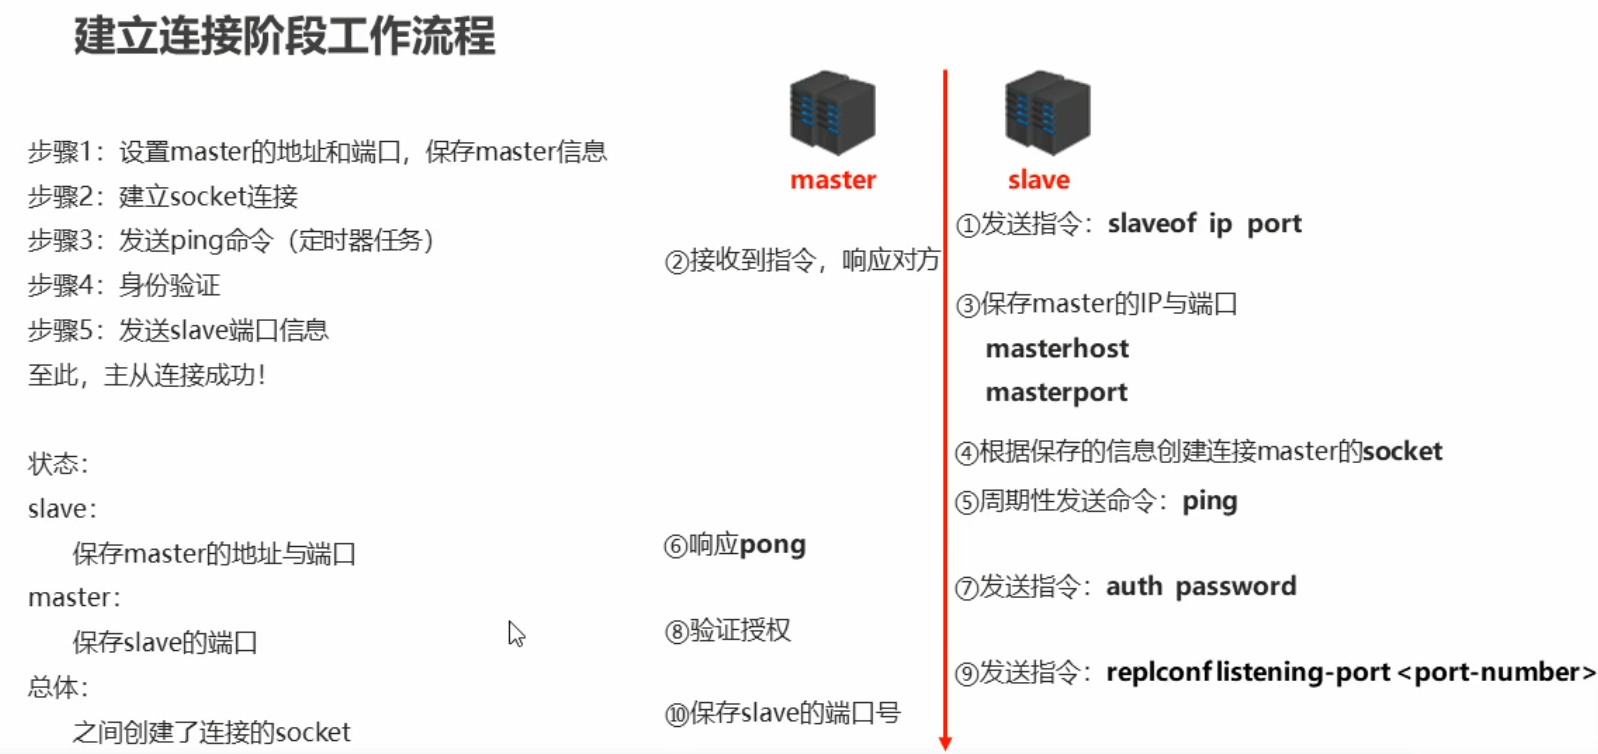 建立连接阶段工作流程
步骤1：设置master的地址和端口，保存master信息
步骤2：建立socket连接
步骤3：发送ping命令（定时器任务）
步骤4：身份验证
步骤5：发送slave端口信息
至此，主从连接成功！
状态：
slave：
保存master的地址与端口
master：
保存slave的端口
总体：
之间创建了连接的socket
master
slave
①发送指令：slaveof ip port
②接收到指令，响应对方
③保存master的IP与端口
masterhost
masterport
④根据保存的信息创建连接master的socket
⑤周期性发送命令：ping
⑥响应pong
⑦发送指令：auth password
⑧验证授权
⑨发送指令：replconf listening-port <port-number>
⑩保存slave的端口号